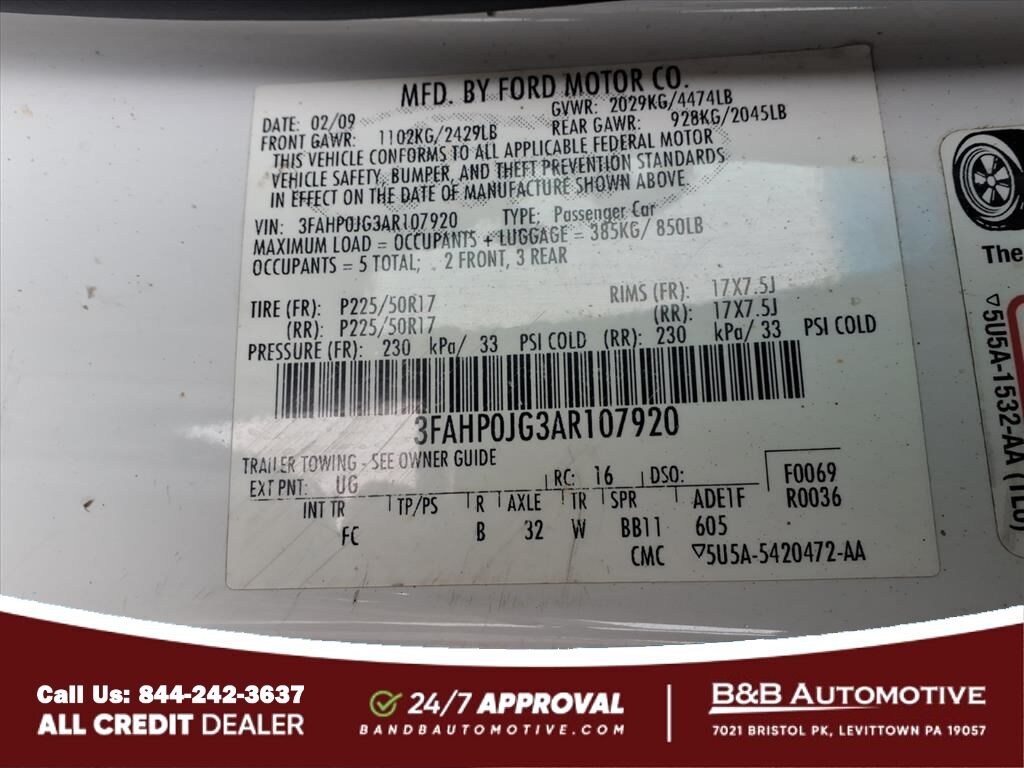 MFD. BY FORD MOTOR CO.
DATE: 02/09 GVWR: 2029KG/4474LB
FRONT GAWR: 1102KG/2429LB REAR GAWR: 928KG/2045LB
THIS VEHICLE CONFORMS TO ALL APPLICABLE FEDERAL MOTOR
VEHICLE SAFETY, BUMPER, AND THEFT PREVENTION STANDARDS
IN EFFECT ON THE DATE OF MANUFACTURE SHOWN ABOVE.
VIN: 3FAHP0JG3AR107920 TYPE: Passenger Car
MAXIMUM LOAD = OCCUPANTS + LUGGAGE = 385KG/ 850LB
OCCUPANTS = 5 TOTAL; 2 FRONT, 3 REAR
TIRE (FR): P225/50R17 RIMS (FR): 17X7.5J
(RR): P225/50R17 (RR): 17X7.5J
PRESSURE (FR): 230 kPa/ 33 PSI COLD (RR): 230 kPa/ 33 PSI COLD
3FAHP0JG3AR107920
TRAILER TOWING - SEE OWNER GUIDE
EXT PNT: UG RC: 16 DSO: F0069
INT TR TP/PS R AXLE TR SPR ADE1F R0036
FC B 32 W BB11 605
CMC ▽5U5A-5420472-AA
The
▽5U5A-1532-AA (TEO)
Call Us: 844-242-3637
ALL CREDIT DEALER
24/7 APPROVAL
BANDBAUTOMOTIVE.COM
B&B AUTOMOTIVE
7021 BRISTOL PK, LEVITTOWN PA 19057